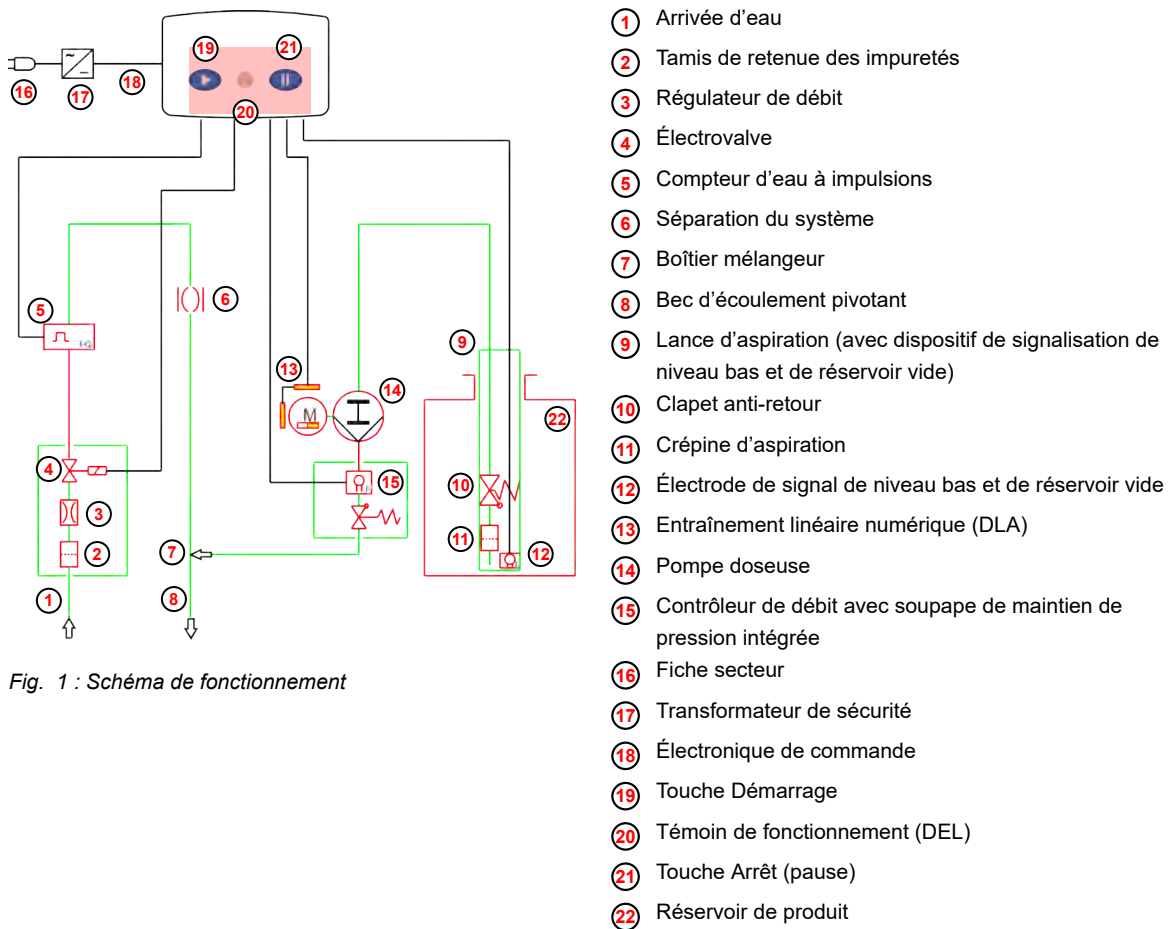 19
21
16
17
18
20
5
6
9
13
14
M
22
4
15
10
3
11
2
7
12
1
8
Fig. 1 : Schéma de fonctionnement
1 Arrivée d'eau
2 Tamis de retenue des impuretés
3 Régulateur de débit
4 Électrovalve
5 Compteur d'eau à impulsions
6 Séparation du système
7 Boîtier mélangeur
8 Bec d'écoulement pivotant
9 Lance d'aspiration (avec dispositif de signalisation de
niveau bas et de réservoir vide)
10 Clapet anti-retour
11 Crépine d'aspiration
12 Électrode de signal de niveau bas et de réservoir vide
13 Entraînement linéaire numérique (DLA)
14 Pompe doseuse
15 Contrôleur de débit avec soupape de maintien de
pression intégrée
16 Fiche secteur
17 Transformateur de sécurité
18 Électronique de commande
19 Touche Démarrage
20 Témoin de fonctionnement (DEL)
21 Touche Arrêt (pause)
22 Réservoir de produit